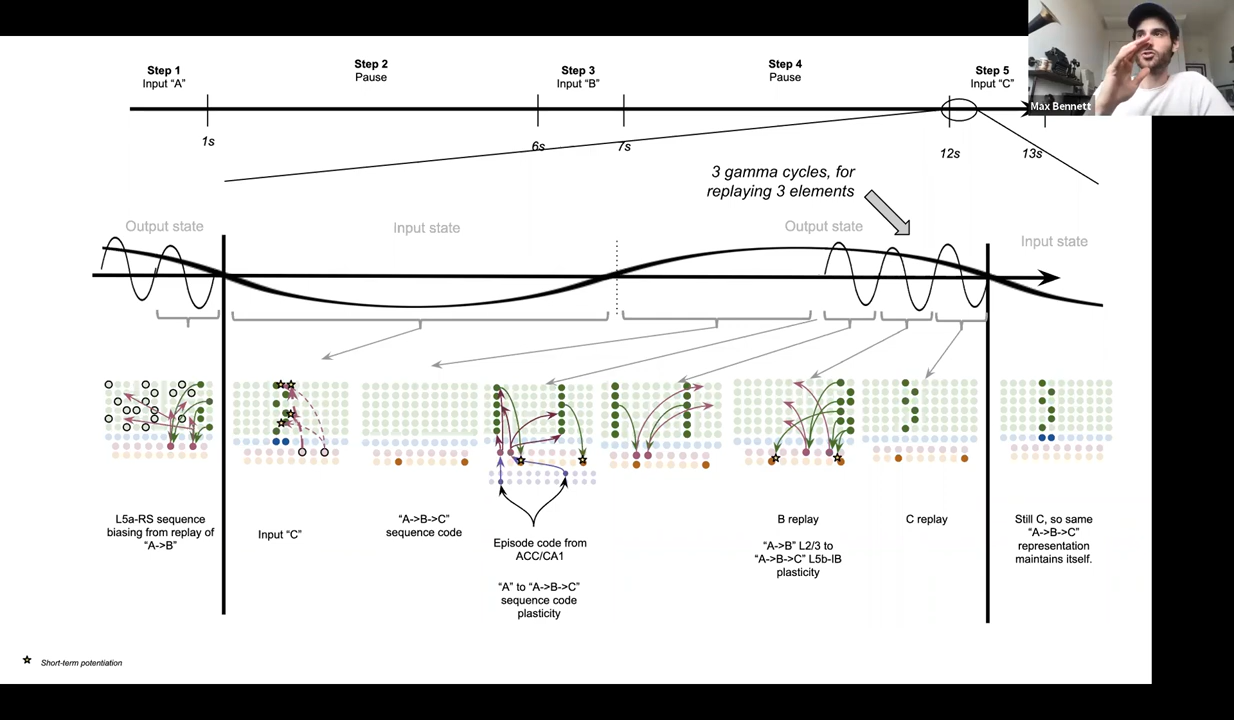 Step 1
Input “A”
Step 2
Pause
Step 3
Input “B”
Step 4
Pause
Step 5
Input “C”
Max Bennett
1s
6s
7s
12s
13s
3 gamma cycles, for
replaying 3 elements
Output state
Input state
Output state
Input state
L5a-RS sequence
biasing from replay of
“A->B”
Input “C”
“A->B->C”
sequence code
Episode code from
ACC/CA1
“A” to “A->B->C”
sequence code
plasticity
B replay
“A->B” L2/3 to
“A->B->C” L5b-IB
plasticity
C replay
Still C, so same
“A->B->C”
representation
maintains itself.
Short-term potentiation